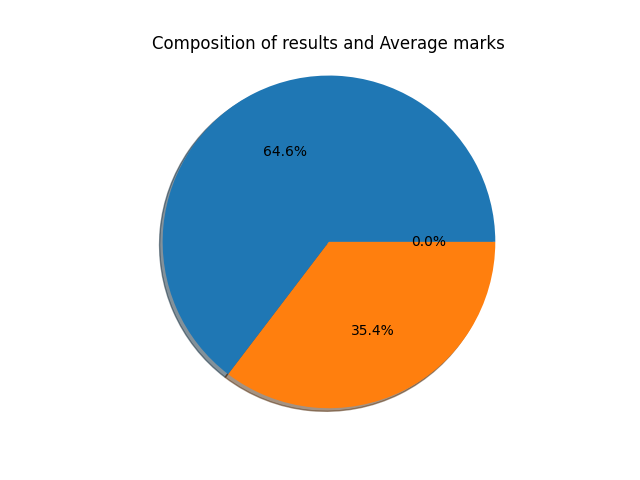 Composition of results and Average marks
64.6%
0.0%
35.4%